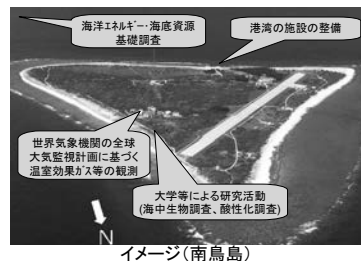 海洋エネルギー・海底資源
基礎調査
港湾の施設の整備
世界気象機関の全球
大気監視計画に基づく
温室効果ガス等の観測
大学等による研究活動
(海中生物調査、酸性化調査)
N
イメージ(南鳥島)